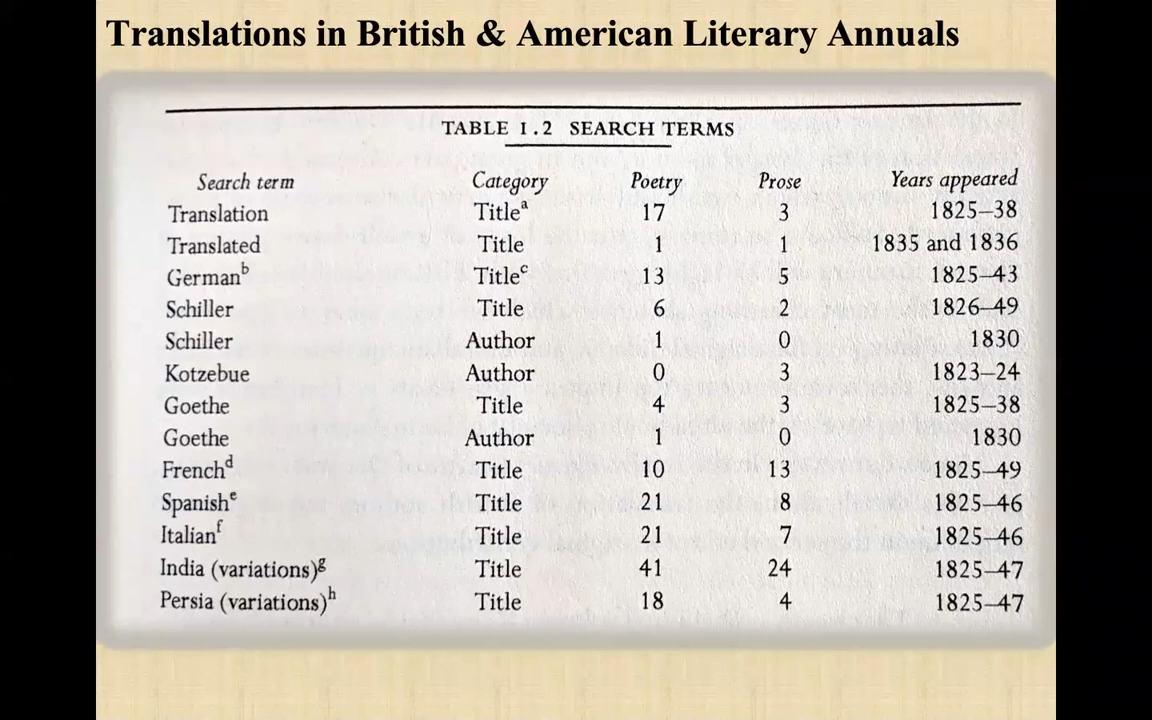 Translations in British & American Literary Annuals
TABLE 1.2 SEARCH TERMS
Search term Category Poetry Prose Years appeared
Translation Titleᵃ 17 3 1825–38
Translated Title 1 1 1835 and 1836
Germanᵇ Titleᶜ 13 5 1825–43
Schiller Title 6 2 1826–49
Schiller Author 1 0 1830
Kotzebue Author 0 3 1823–24
Goethe Title 4 3 1825–38
Goethe Author 1 0 1830
Frenchᵈ Title 10 13 1825–49
Spanishᵉ Title 21 8 1825–46
Italianᶠ Title 21 7 1825–46
India (variations)ᵍ Title 41 24 1825–47
Persia (variations)ʰ Title 18 4 1825–47